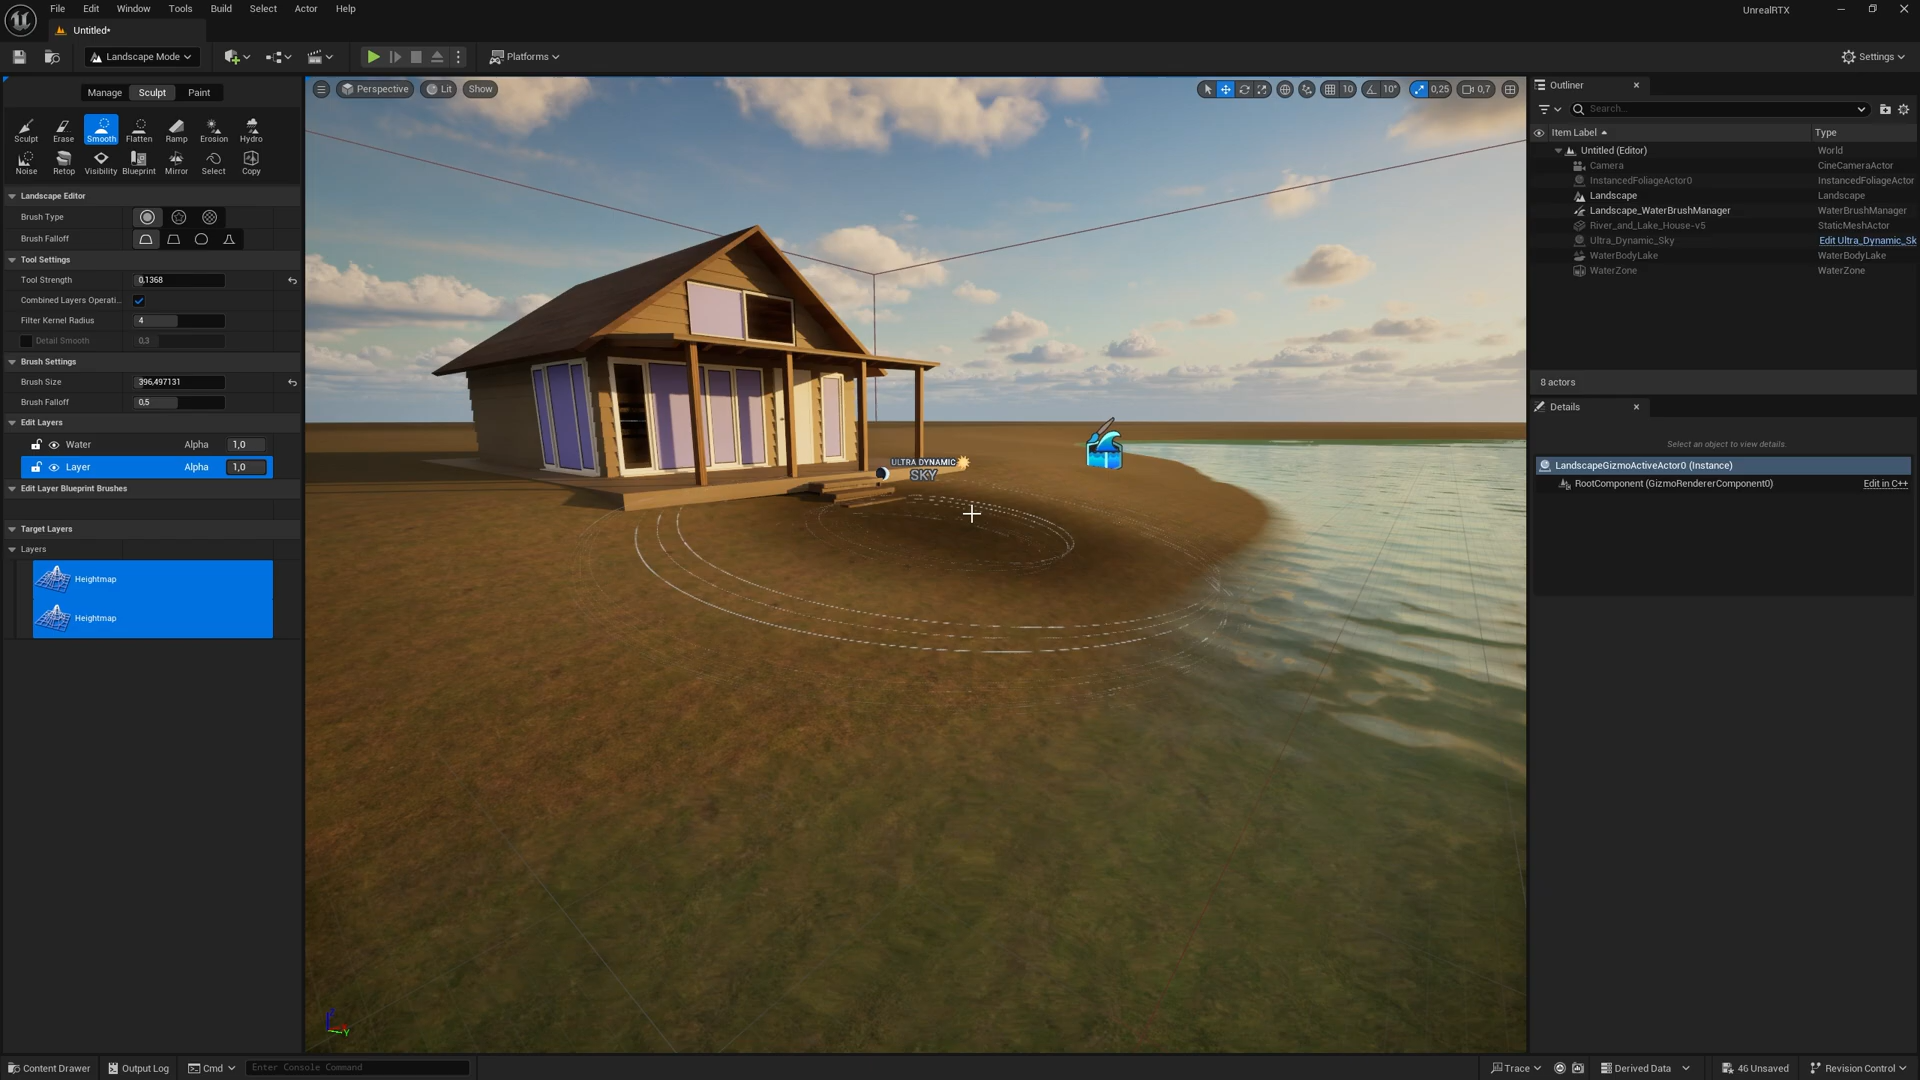 File Edit Window Tools Build Select Actor Help
UnrealRTX
Untitled*
Landscape Mode
Platforms
Settings
Manage Sculpt Paint
Perspective Lit Show
10 10° 0,25 0,7
Sculpt Erase Smooth Flatten Ramp Erosion Hydro
Noise Retop Visibility Blueprint Mirror Select Copy
Landscape Editor
Brush Type
Brush Falloff
Tool Settings
Tool Strength 0,1368
Combined Layers Operati..
Filter Kernel Radius 4
Detail Smooth 0,3
Brush Settings
Brush Size 396,497131
Brush Falloff 0,5
Edit Layers
Water Alpha 1,0
Layer Alpha 1,0
Edit Layer Blueprint Brushes
Target Layers
Layers
Heightmap
Heightmap
ULTRA DYNAMIC
SKY
Outliner
Search...
Item Label Type
Untitled (Editor) World
Camera CineCameraActor
InstancedFoliageActor0 InstancedFoliageActor
Landscape Landscape
Landscape_WaterBrushManager WaterBrushManager
River_and_Lake_House-v5 StaticMeshActor
Ultra_Dynamic_Sky Edit Ultra_Dynamic_Sk
WaterBodyLake WaterBodyLake
WaterZone WaterZone
8 actors
Details
Select an object to view details.
LandscapeGizmoActiveActor0 (Instance)
RootComponent (GizmoRendererComponent0) Edit in C++
Z
Y
Content Drawer Output Log Cmd Enter Console Command
Trace Derived Data 46 Unsaved Revision Control